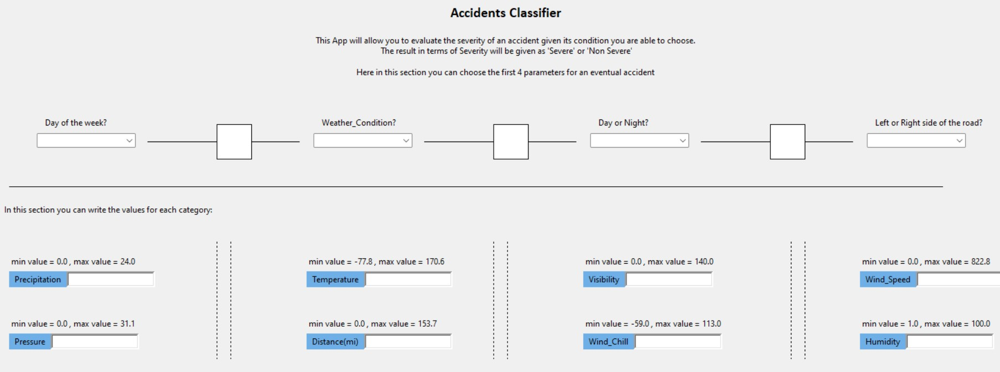 Accidents Classifier
This App will allow you to evaluate the severity of an accident given its condition you are able to choose.
The result in terms of Severity will be given as 'Severe' or 'Non Severe'
Here in this section you can choose the first 4 parameters for an eventual accident
Day of the week?
Weather_Condition?
Day or Night?
Left or Right side of the road?
In this section you can write the values for each category:
min value = 0.0 , max value = 24.0
Precipitation
min value = -77.8 , max value = 170.6
Temperature
min value = 0.0 , max value = 140.0
Visibility
min value = 0.0 , max value = 822.8
Wind_Speed
min value = 0.0 , max value = 31.1
Pressure
min value = 0.0 , max value = 153.7
Distance(mi)
min value = -59.0 , max value = 113.0
Wind_Chill
min value = 1.0 , max value = 100.0
Humidity